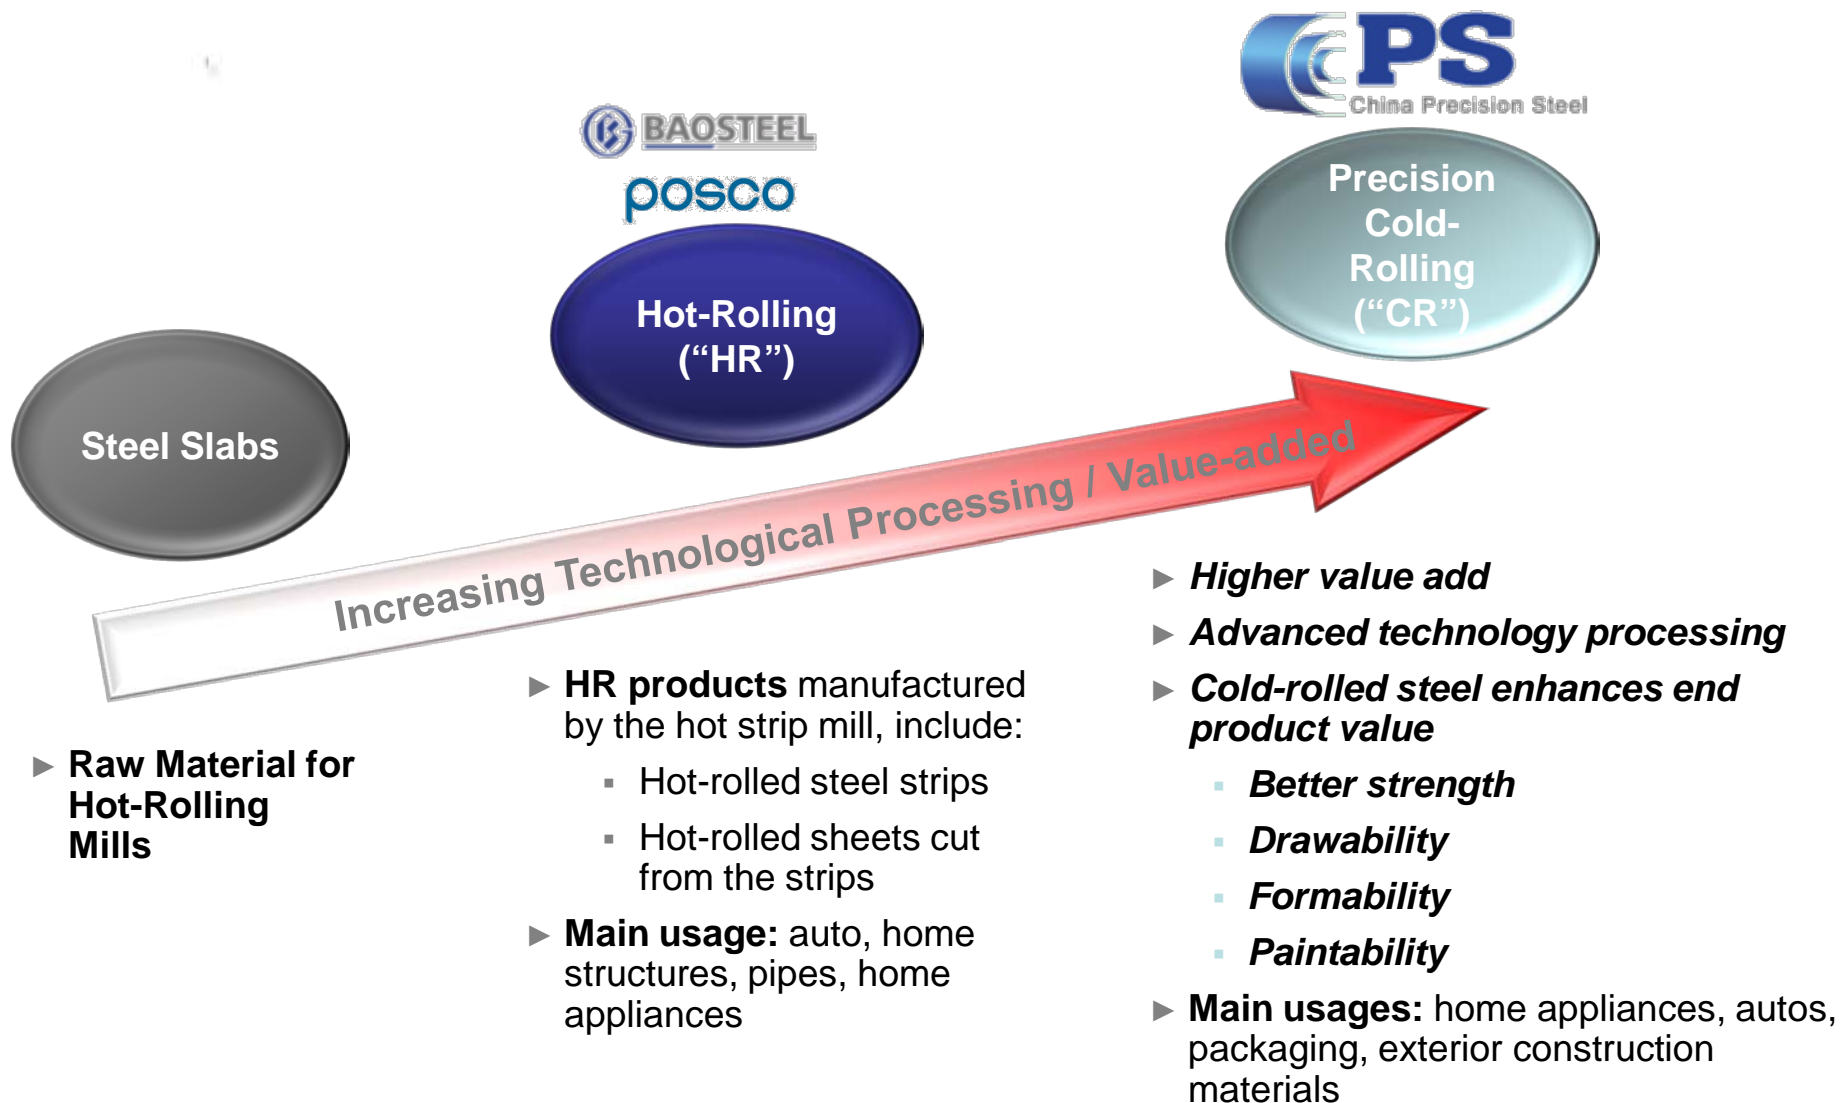 CPS
China Precision Steel
BAOSTEEL
posco
Precision
Cold-
Rolling
(“CR”)
Hot-Rolling
(“HR”)
Steel Slabs
Increasing Technological Processing / Value-added
► Raw Material for
Hot-Rolling
Mills
► HR products manufactured
by the hot strip mill, include:
▪ Hot-rolled steel strips
▪ Hot-rolled sheets cut
from the strips
► Main usage: auto, home
structures, pipes, home
appliances
► Higher value add
► Advanced technology processing
► Cold-rolled steel enhances end
product value
▪ Better strength
▪ Drawability
▪ Formability
▪ Paintability
► Main usages: home appliances, autos,
packaging, exterior construction
materials